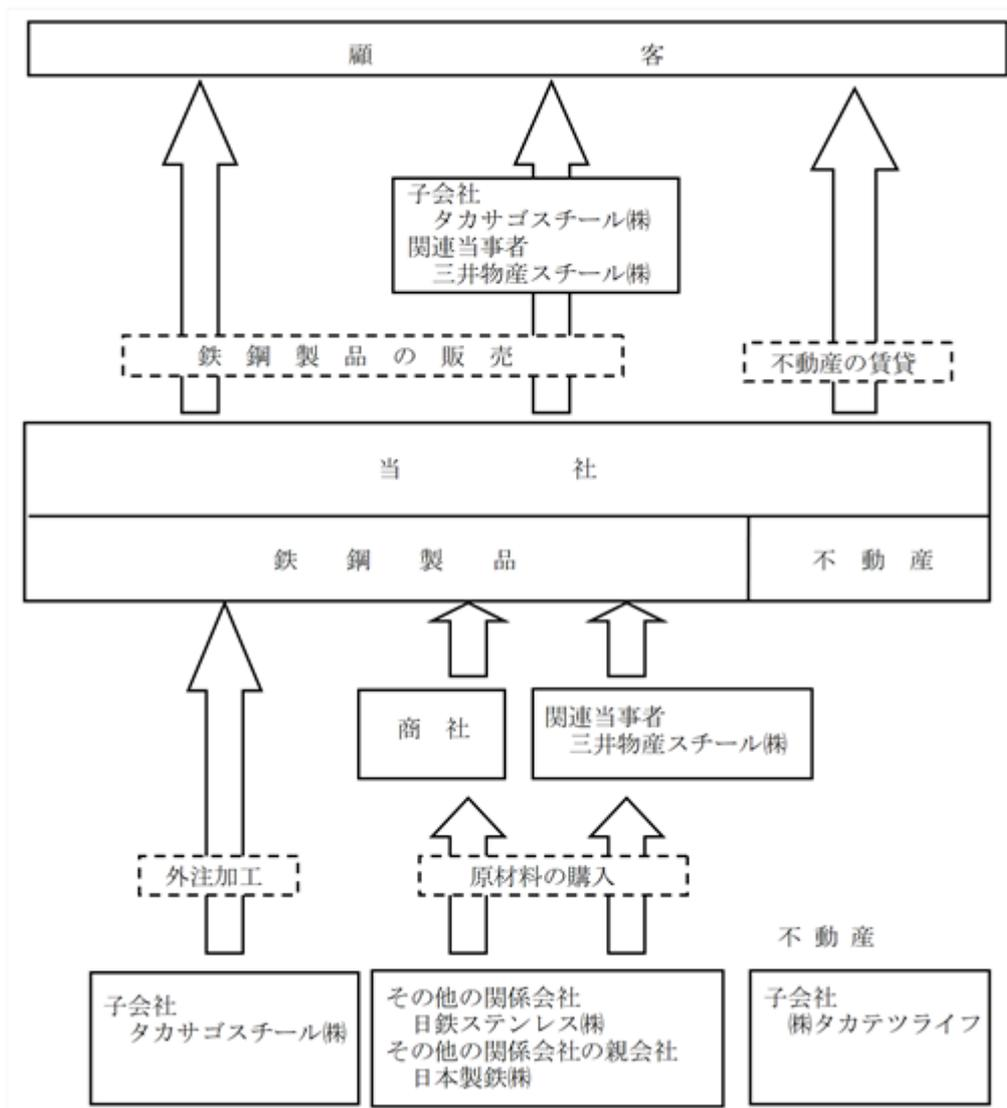 顧客
子会社
タカサゴスチール㈱
関連当事者
三井物産スチール㈱
鉄鋼製品の販売
不動産の賃貸
当社
鉄鋼製品
不動産
商社
関連当事者
三井物産スチール㈱
外注加工
原材料の購入
不動産
子会社
タカサゴスチール㈱
その他の関係会社
日鉄ステンレス㈱
その他の関係会社の親会社
日本製鉄㈱
子会社
㈱タカテツライフ